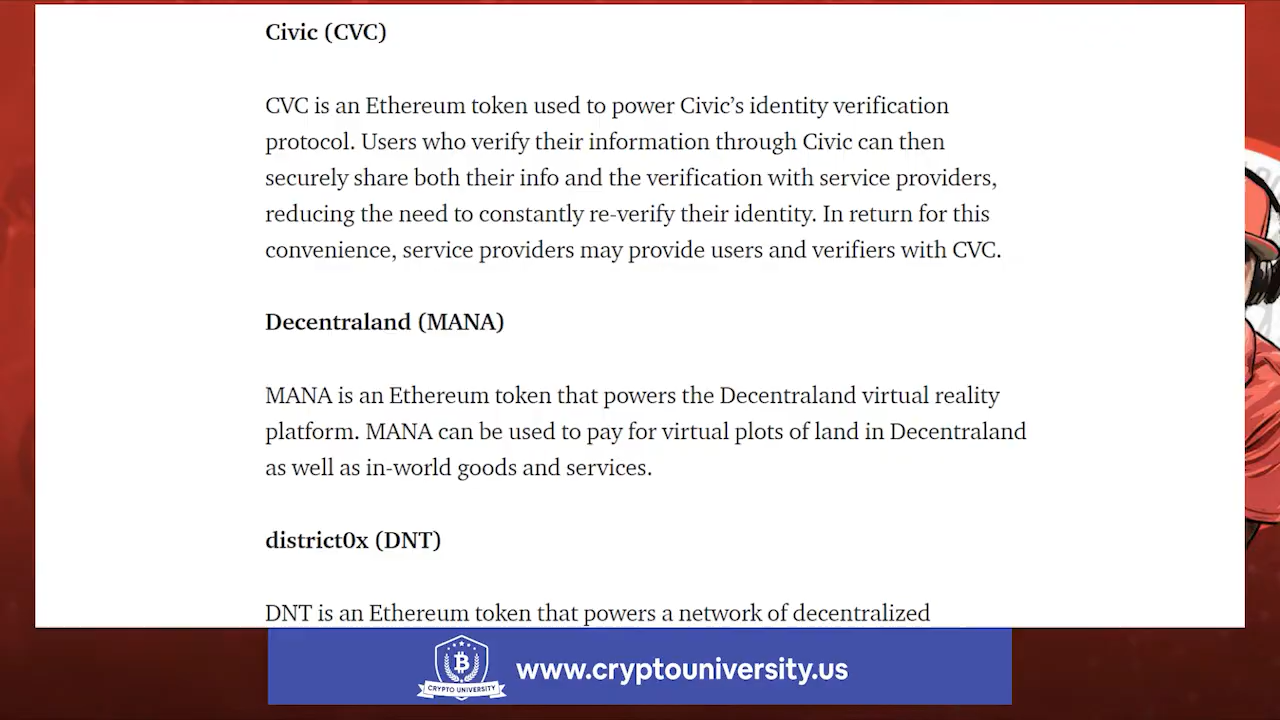 Civic (CVC)
CVC is an Ethereum token used to power Civic’s identity verification
protocol. Users who verify their information through Civic can then
securely share both their info and the verification with service providers,
reducing the need to constantly re-verify their identity. In return for this
convenience, service providers may provide users and verifiers with CVC.
Decentraland (MANA)
MANA is an Ethereum token that powers the Decentraland virtual reality
platform. MANA can be used to pay for virtual plots of land in Decentraland
as well as in-world goods and services.
district0x (DNT)
DNT is an Ethereum token that powers a network of decentralized
CRYPTO UNIVERSITY
www.cryptouniversity.us